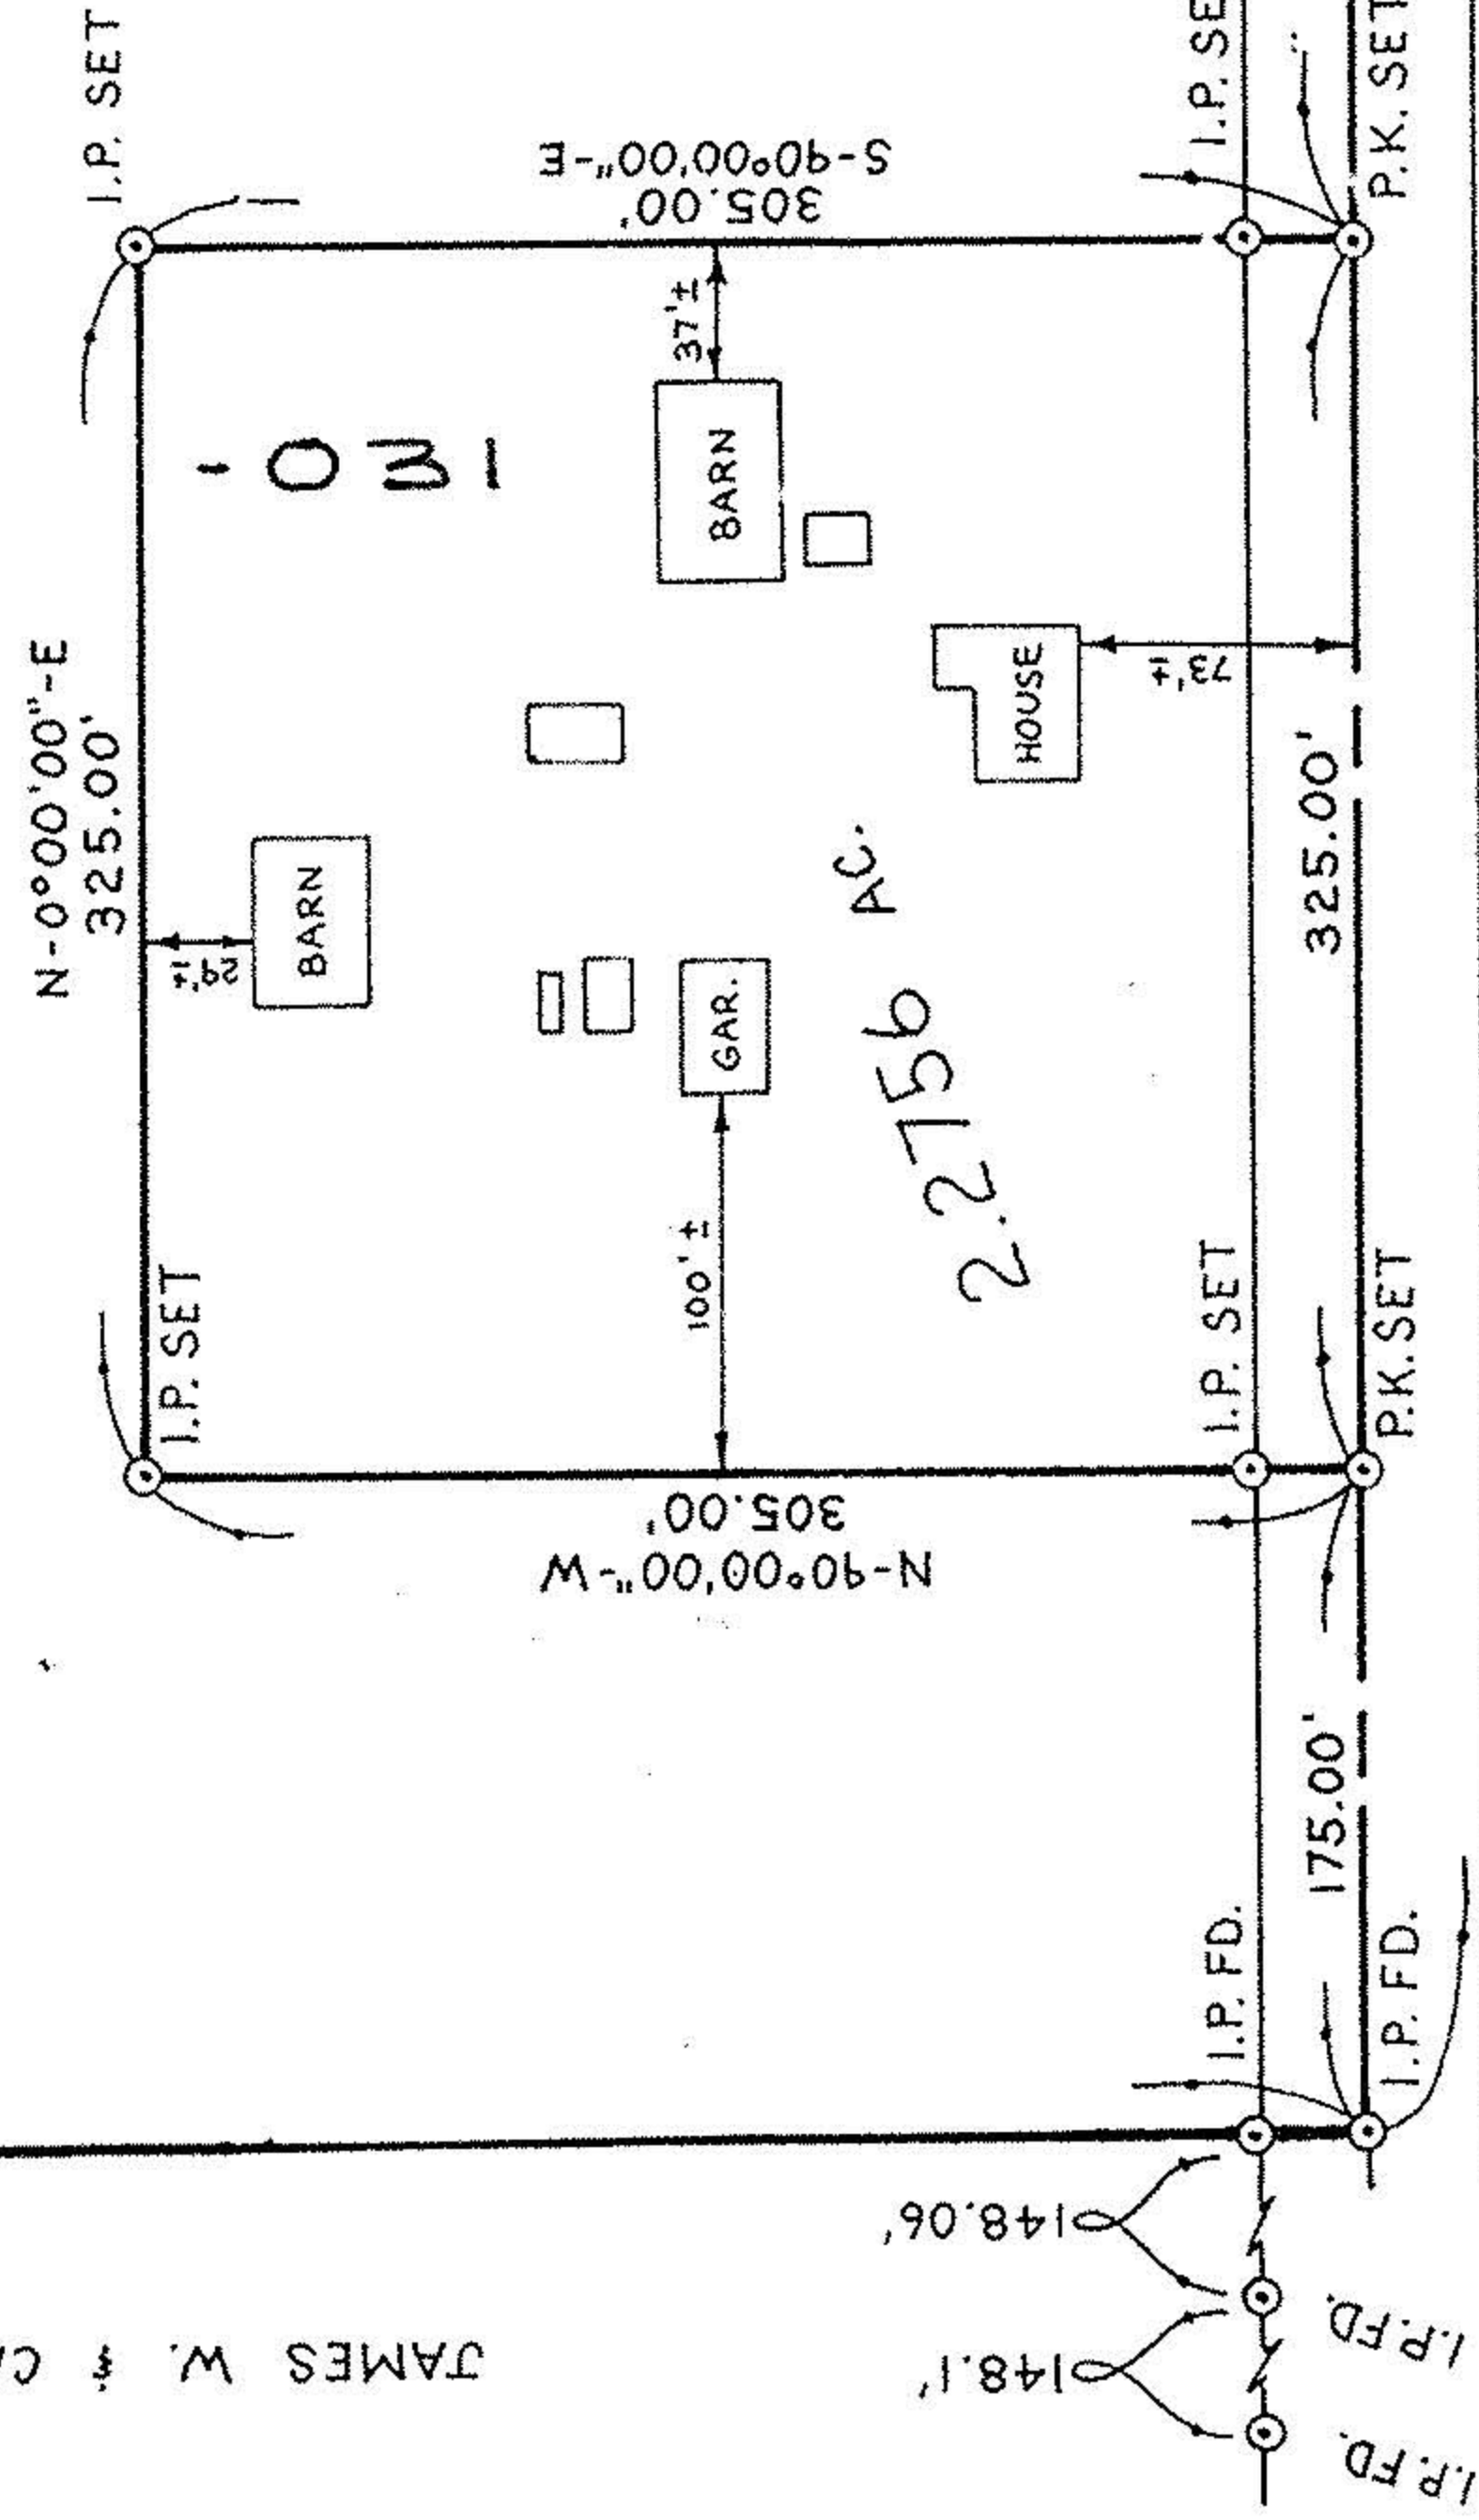 I.P. SET
N-0°00'00"-E
325.00'
I.P. SET
S-90°00'00"-E
305.00'
37'±
-031
BARN
29'±
BARN
HOUSE
73'±
GAR.
100'±
2.2756 AC.
305.00'
N-90°00'00"-W
I.P. SE
I.P. SET
325.00'
P.K. SET
P.K. SET
I.P. FD.
175.00'
I.P. FD.
148.06'
148.1'
I.P. FD.
I.P. FD.
JAMES W. &